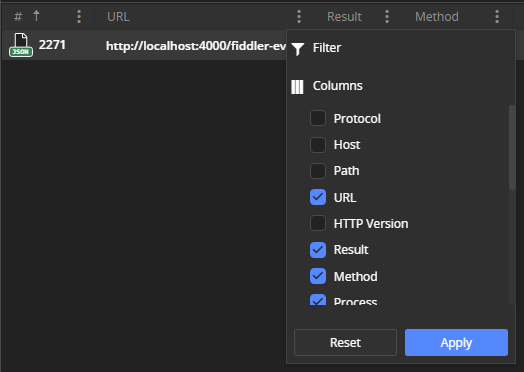 # ↑ URL Result Method
JSON 2271 http://localhost:4000/fiddler-ev
Filter
Columns
Protocol
Host
Path
URL
HTTP Version
Result
Method
Process
Reset Apply